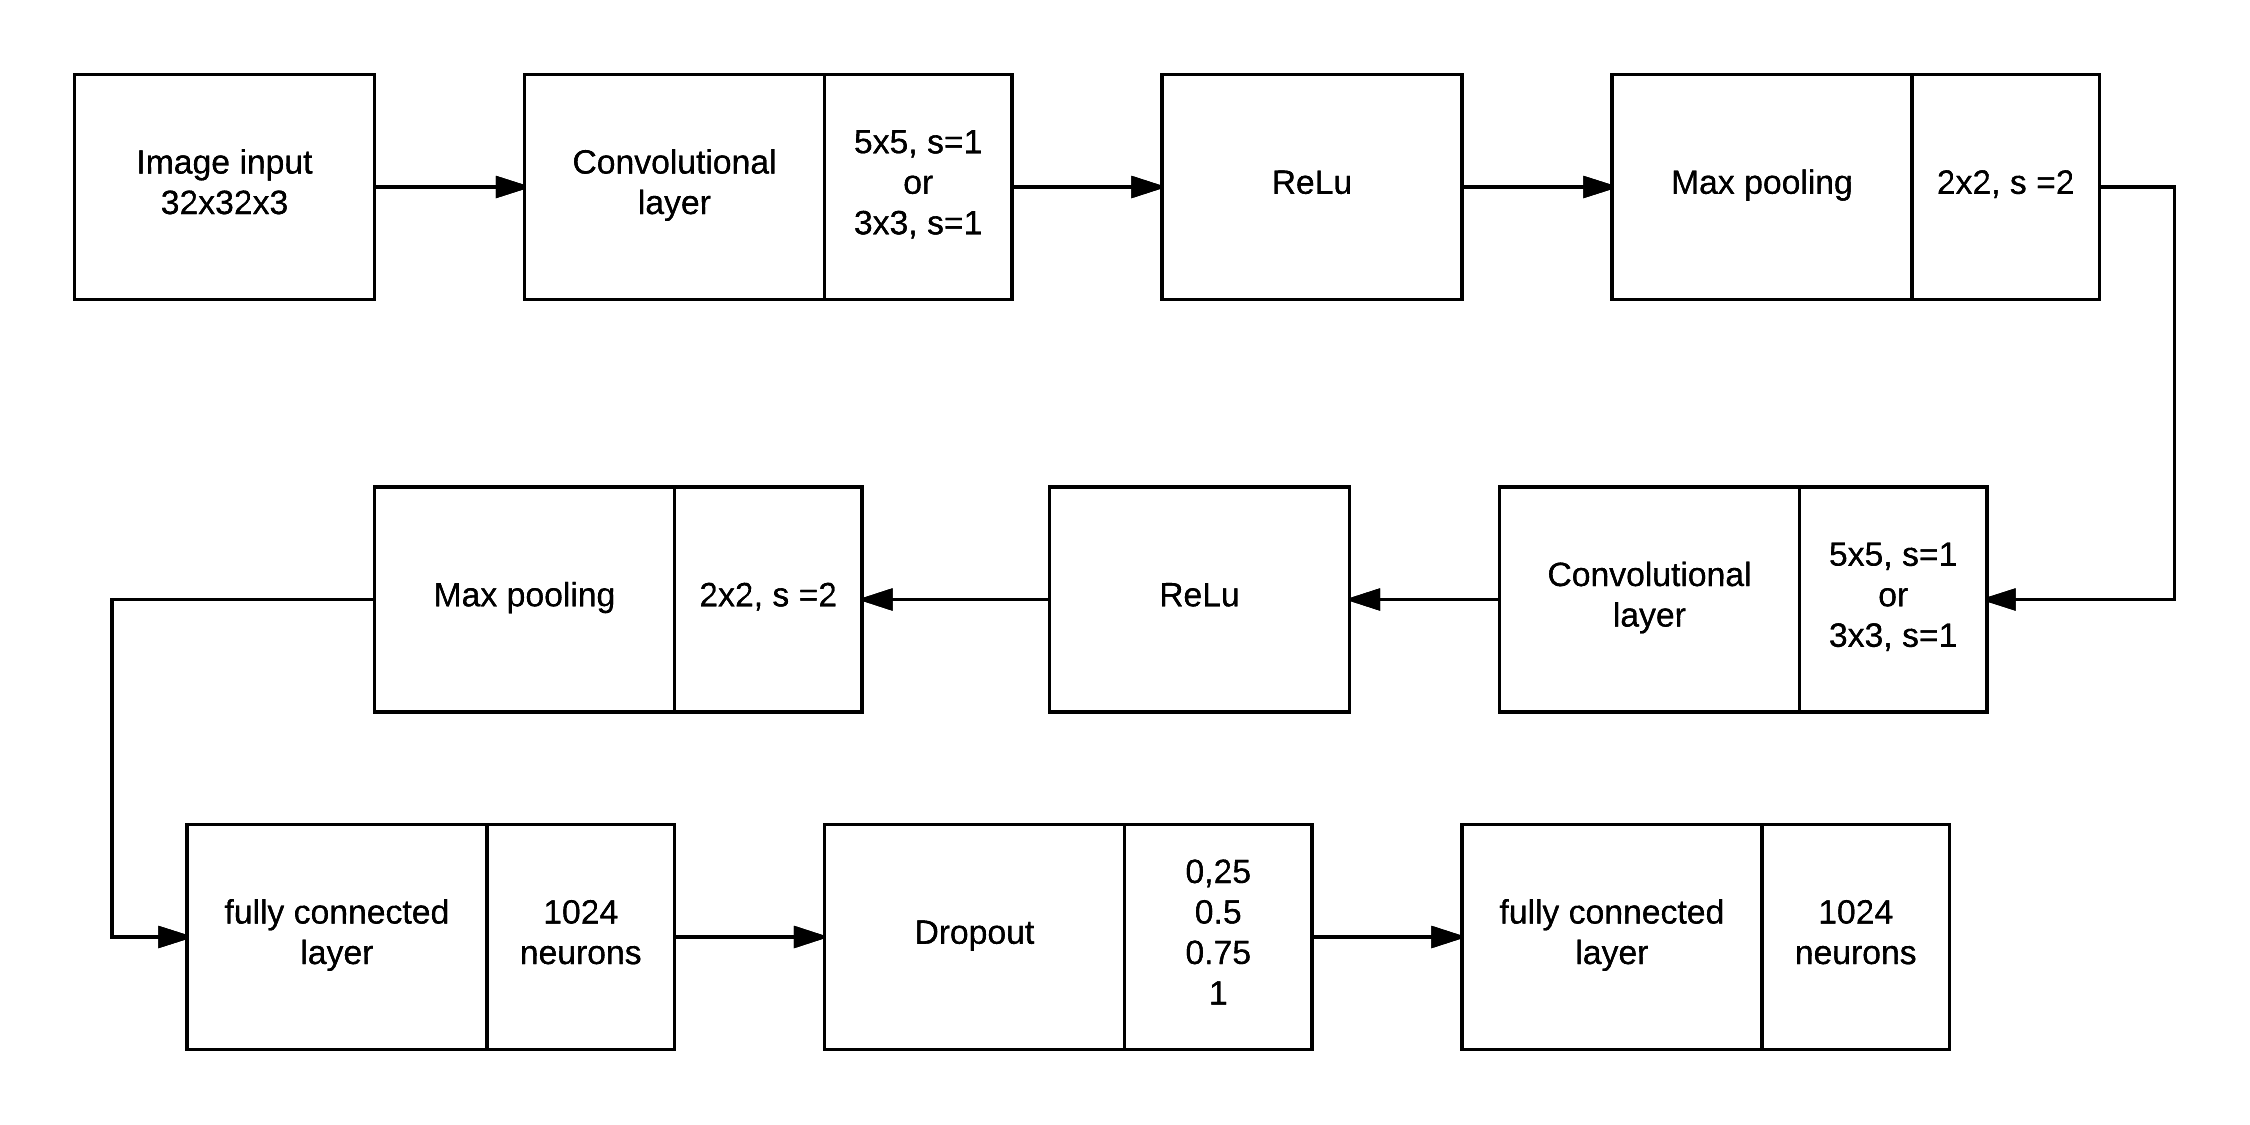 Image input
32x32x3
Convolutional
layer
5x5, s=1
or
3x3, s=1
ReLu
Max pooling
2x2, s =2
Convolutional
layer
5x5, s=1
or
3x3, s=1
ReLu
Max pooling
2x2, s =2
fully connected
layer
1024
neurons
Dropout
0,25
0.5
0.75
1
fully connected
layer
1024
neurons